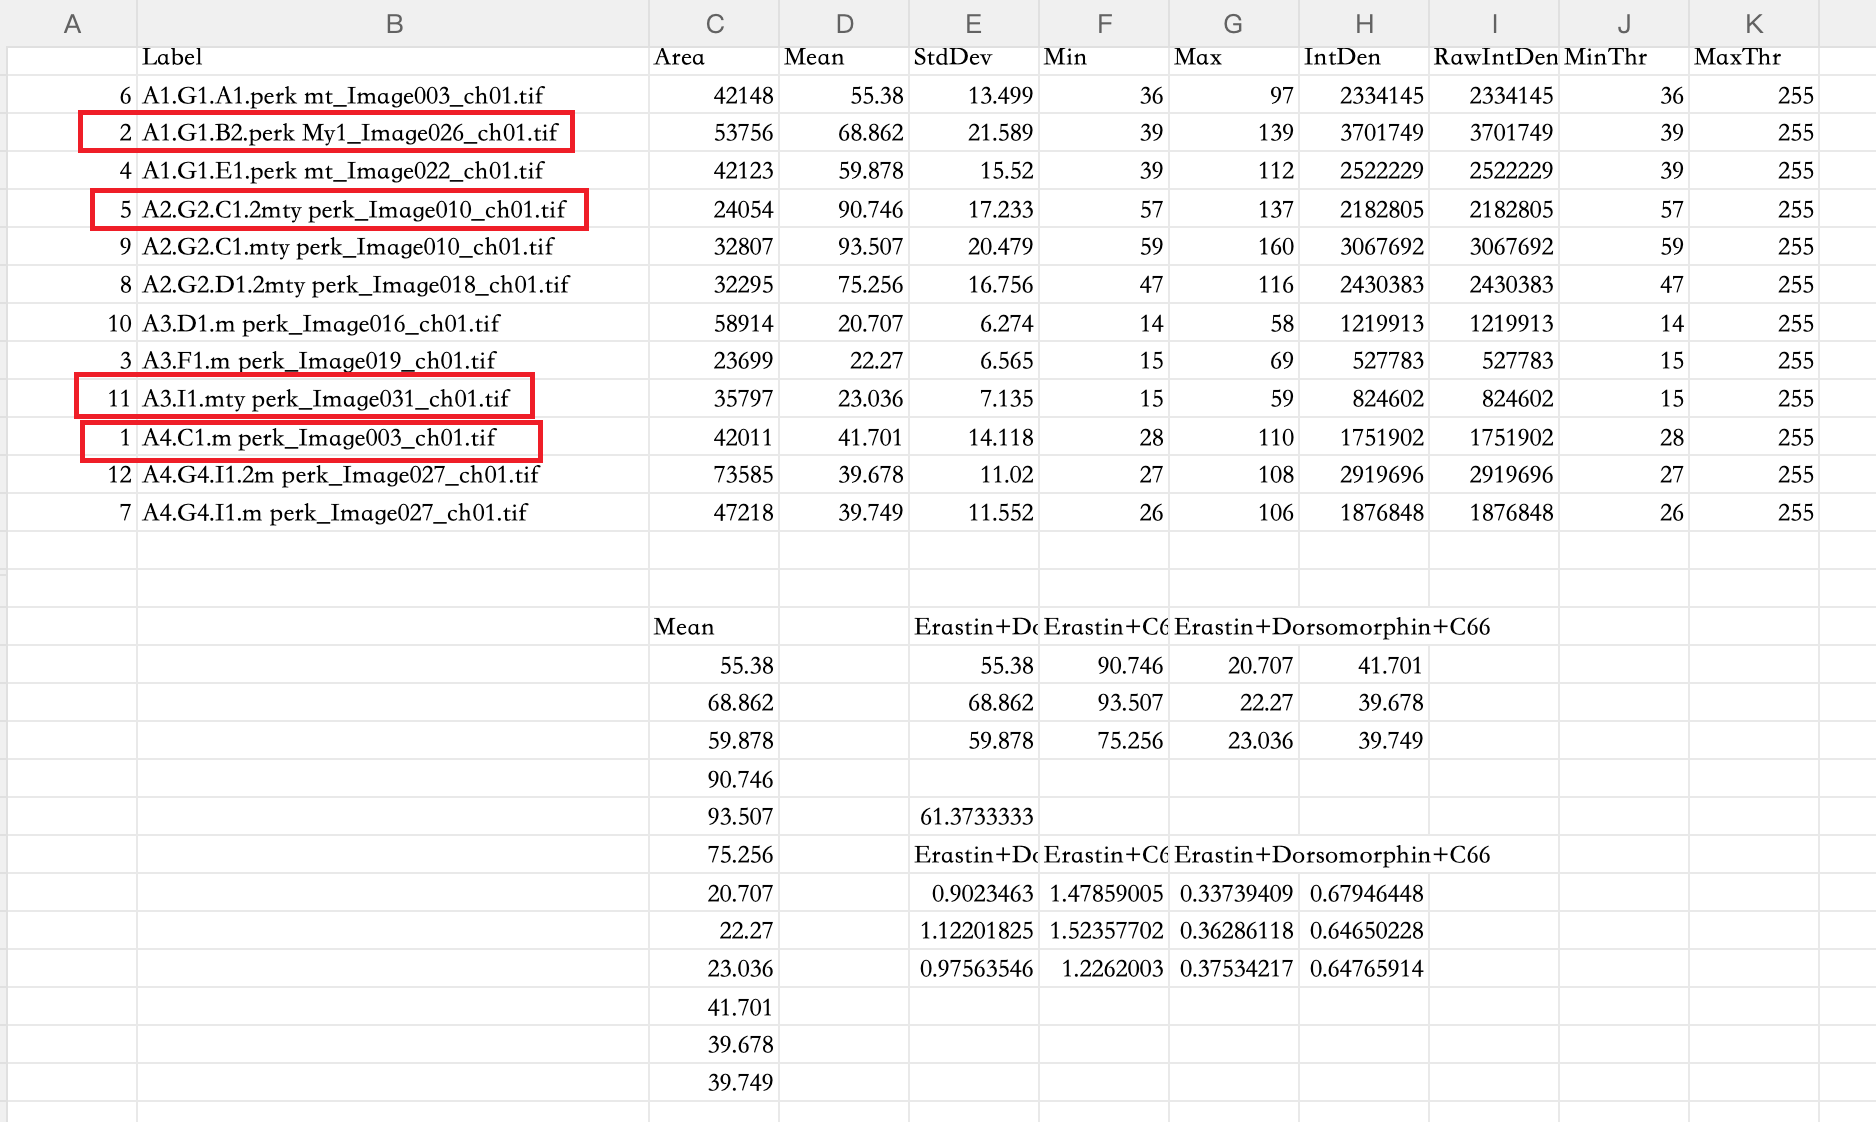 A B C D E F G H I J K
Label Area Mean StdDev Min Max IntDen RawIntDen MinThr MaxThr
6 A1.G1.A1.perk mt_Image003_ch01.tif 42148 55.38 13.499 36 97 2334145 2334145 36 255
2 A1.G1.B2.perk My1_Image026_ch01.tif 53756 68.862 21.589 39 139 3701749 3701749 39 255
4 A1.G1.E1.perk mt_Image022_ch01.tif 42123 59.878 15.52 39 112 2522229 2522229 39 255
5 A2.G2.C1.2mty perk_Image010_ch01.tif 24054 90.746 17.233 57 137 2182805 2182805 57 255
9 A2.G2.C1.mty perk_Image010_ch01.tif 32807 93.507 20.479 59 160 3067692 3067692 59 255
8 A2.G2.D1.2mty perk_Image018_ch01.tif 32295 75.256 16.756 47 116 2430383 2430383 47 255
10 A3.D1.m perk_Image016_ch01.tif 58914 20.707 6.274 14 58 1219913 1219913 14 255
3 A3.F1.m perk_Image019_ch01.tif 23699 22.27 6.565 15 69 527783 527783 15 255
11 A3.I1.mty perk_Image031_ch01.tif 35797 23.036 7.135 15 59 824602 824602 15 255
1 A4.C1.m perk_Image003_ch01.tif 42011 41.701 14.118 28 110 1751902 1751902 28 255
12 A4.G4.I1.2m perk_Image027_ch01.tif 73585 39.678 11.02 27 108 2919696 2919696 27 255
7 A4.G4.I1.m perk_Image027_ch01.tif 47218 39.749 11.552 26 106 1876848 1876848 26 255
Mean Erastin+Do Erastin+C6 Erastin+Dorsomorphin+C66
55.38 55.38 90.746 20.707 41.701
68.862 68.862 93.507 22.27 39.678
59.878 59.878 75.256 23.036 39.749
90.746
93.507 61.3733333
75.256 Erastin+Do Erastin+C6 Erastin+Dorsomorphin+C66
20.707 0.9023463 1.47859005 0.33739409 0.67946448
22.27 1.12201825 1.52357702 0.36286118 0.64650228
23.036 0.97563546 1.2262003 0.37534217 0.64765914
41.701
39.678
39.749